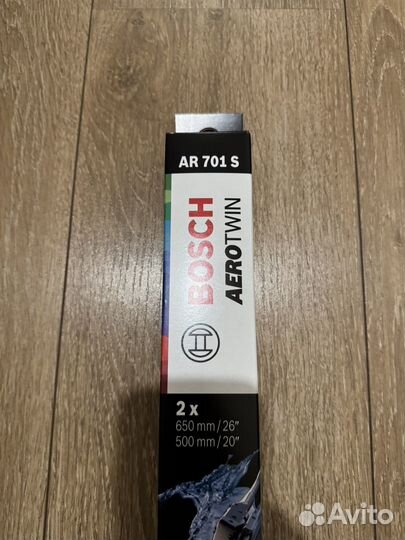 AR 701 S
BOSCH
AEROTWIN
2 x
650 mm / 26"
500 mm / 20"
Avito